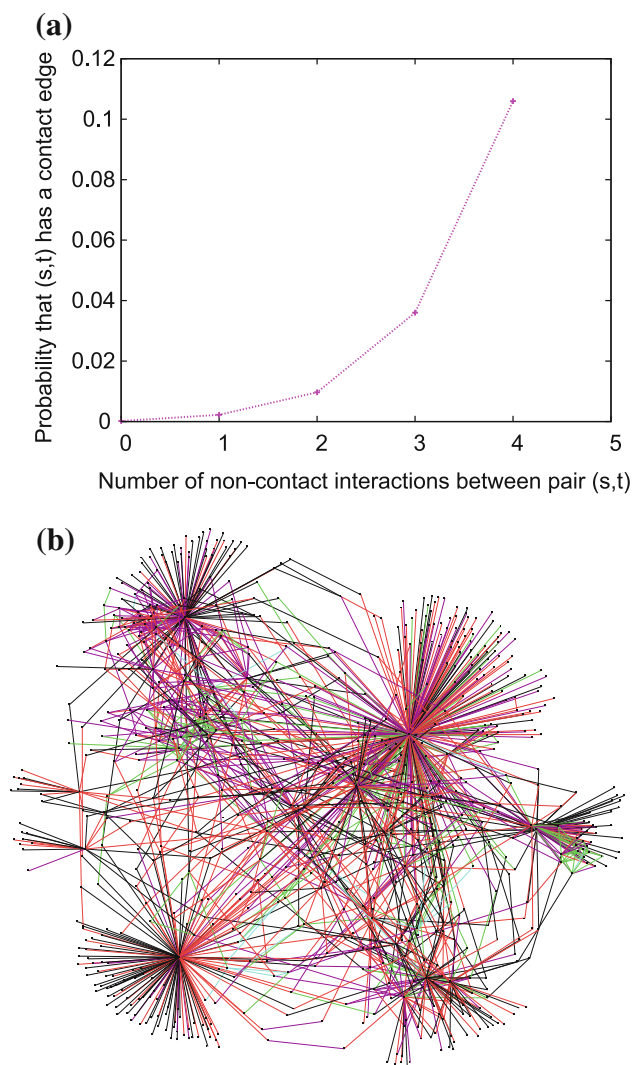 (a)
Probability that (s,t) has a contact edge
0.12
0.1
0.08
0.06
0.04
0.02
0
0 1 2 3 4 5
Number of non-contact interactions between pair (s,t)
(b)